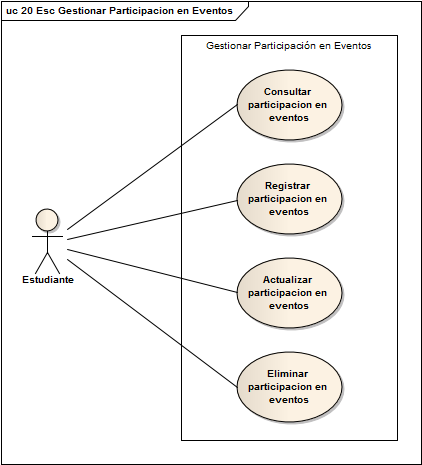 uc 20 Esc Gestionar Participacion en Eventos
Gestionar Participación en Eventos
Consultar
participacion en
eventos
Registrar
participacion en
eventos
Estudiante
Actualizar
participacion en
eventos
Eliminar
participacion en
eventos